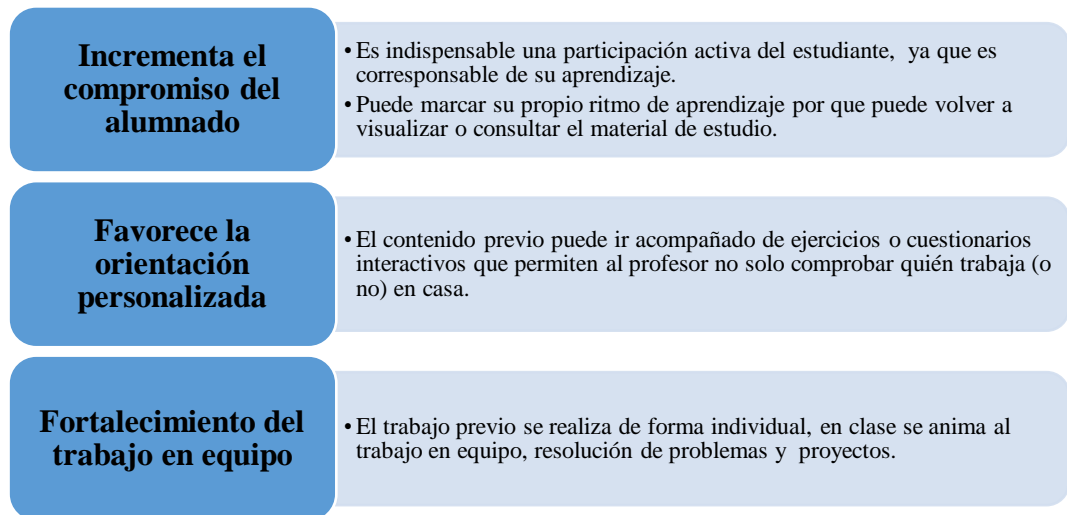 Incrementa el
compromiso del
alumnado
• Es indispensable una participación activa del estudiante, ya que es
corresponsable de su aprendizaje.
• Puede marcar su propio ritmo de aprendizaje por que puede volver a
visualizar o consultar el material de estudio.
Favorece la
orientación
personalizada
• El contenido previo puede ir acompañado de ejercicios o cuestionarios
interactivos que permiten al profesor no solo comprobar quién trabaja (o
no) en casa.
Fortalecimiento del
trabajo en equipo
• El trabajo previo se realiza de forma individual, en clase se anima al
trabajo en equipo, resolución de problemas y proyectos.